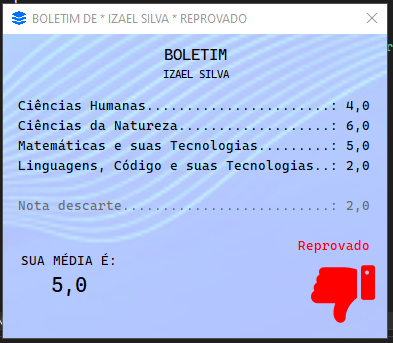 BOLETIM DE * IZAEL SILVA * REPROVADO
BOLETIM
IZAEL SILVA
Ciências Humanas.......................: 4,0
Ciências da Natureza...................: 6,0
Matemáticas e suas Tecnologias.........: 5,0
Linguagens, Código e suas Tecnologias..: 2,0
Nota descarte..........................: 2,0
Reprovado
SUA MÉDIA É:
5,0